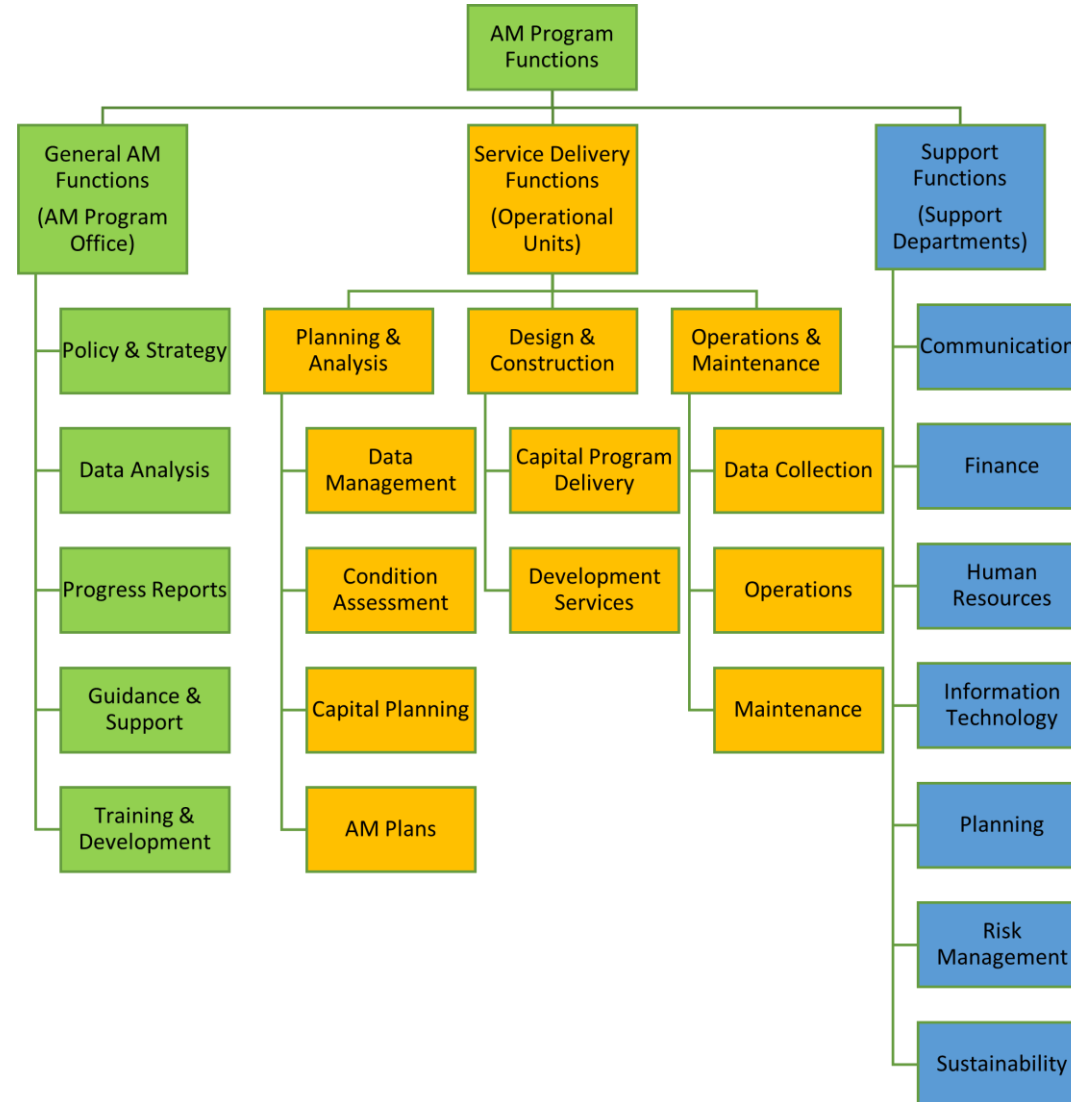 AM Program
Functions
General AM
Functions
(AM Program
Office)
Service Delivery
Functions
(Operational
Units)
Support
Functions
(Support
Departments)
Policy & Strategy
Data Analysis
Progress Reports
Guidance &
Support
Training &
Development
Planning &
Analysis
Data
Management
Condition
Assessment
Capital Planning
AM Plans
Design &
Construction
Capital Program
Delivery
Development
Services
Operations &
Maintenance
Data Collection
Operations
Maintenance
Communication
Finance
Human
Resources
Information
Technology
Planning
Risk
Management
Sustainability